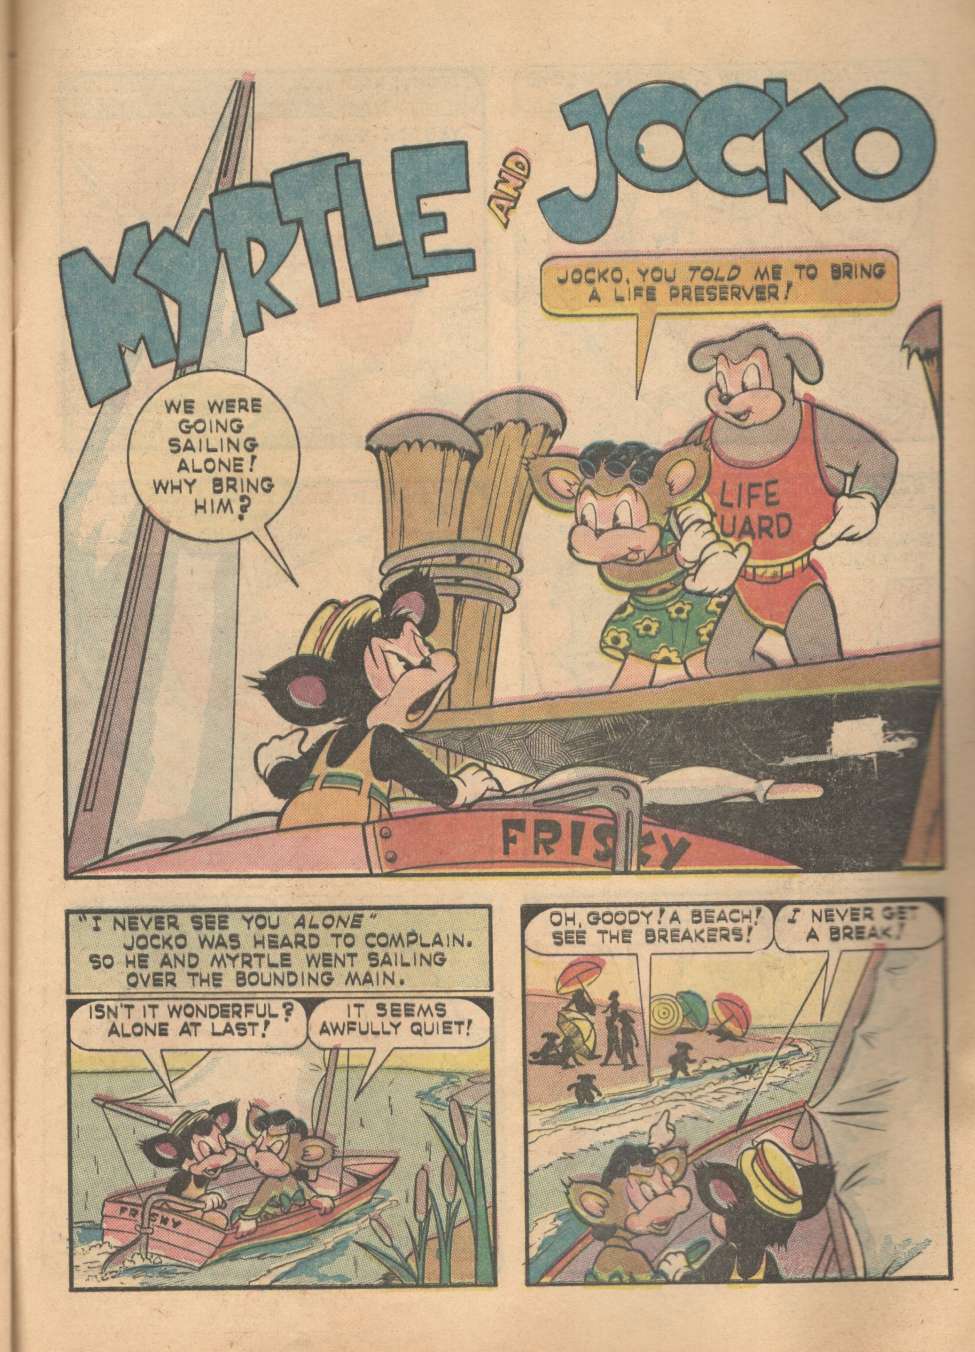 MYRTLE AND JOCKO
JOCKO, YOU TOLD ME TO BRING
A LIFE PRESERVER!
WE WERE
GOING
SAILING
ALONE!
WHY BRING
HIM?
LIFE
GUARD
FRISKY
"I NEVER SEE YOU ALONE"
JOCKO WAS HEARD TO COMPLAIN.
SO HE AND MYRTLE WENT SAILING
OVER THE BOUNDING MAIN.
ISN'T IT WONDERFUL?
ALONE AT LAST!
IT SEEMS
AWFULLY QUIET!
FRISKY
OH, GOODY! A BEACH!
SEE THE BREAKERS!
I NEVER GET
A BREAK!